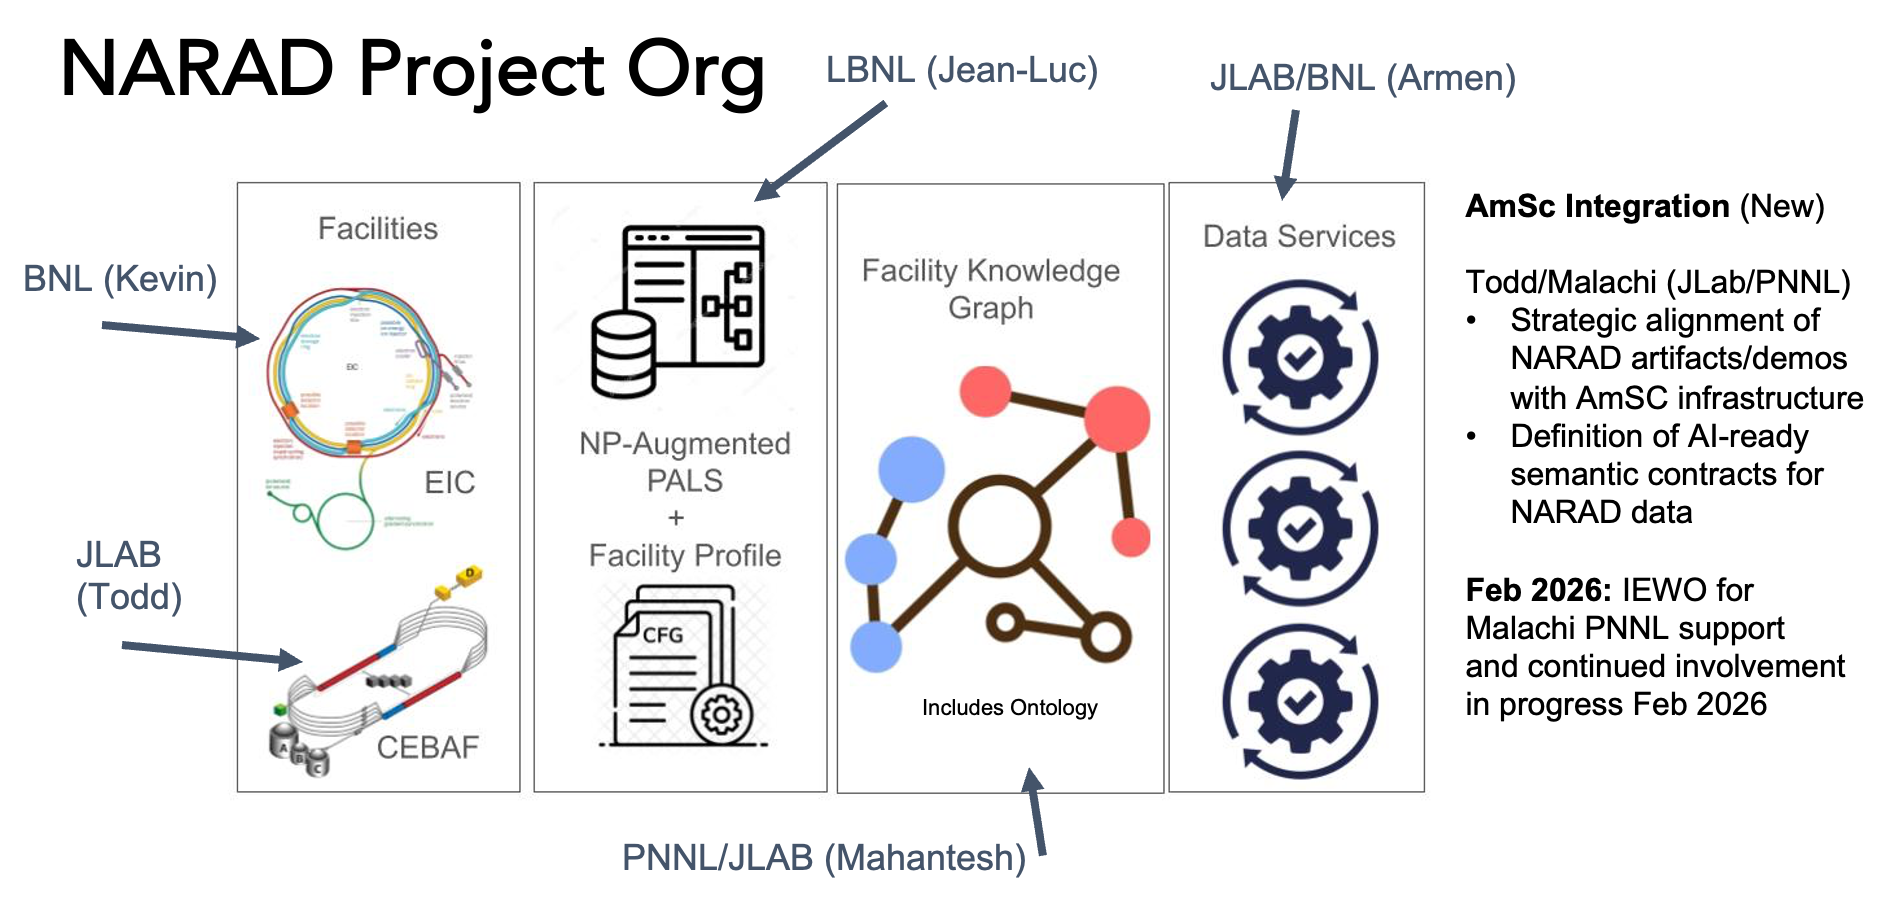 NARAD Project Org
LBNL (Jean-Luc)
JLAB/BNL (Armen)
BNL (Kevin)
JLAB
(Todd)
Facilities
EIC
EIC
D
A
B
C
CEBAF
NP-Augmented
PALS
+
Facility Profile
CFG
Facility Knowledge
Graph
Includes Ontology
Data Services
PNNL/JLAB (Mahantesh)
AmSc Integration (New)
Todd/Malachi (JLab/PNNL)
• Strategic alignment of
NARAD artifacts/demos
with AmSC infrastructure
• Definition of AI-ready
semantic contracts for
NARAD data
Feb 2026: IEWO for
Malachi PNNL support
and continued involvement
in progress Feb 2026